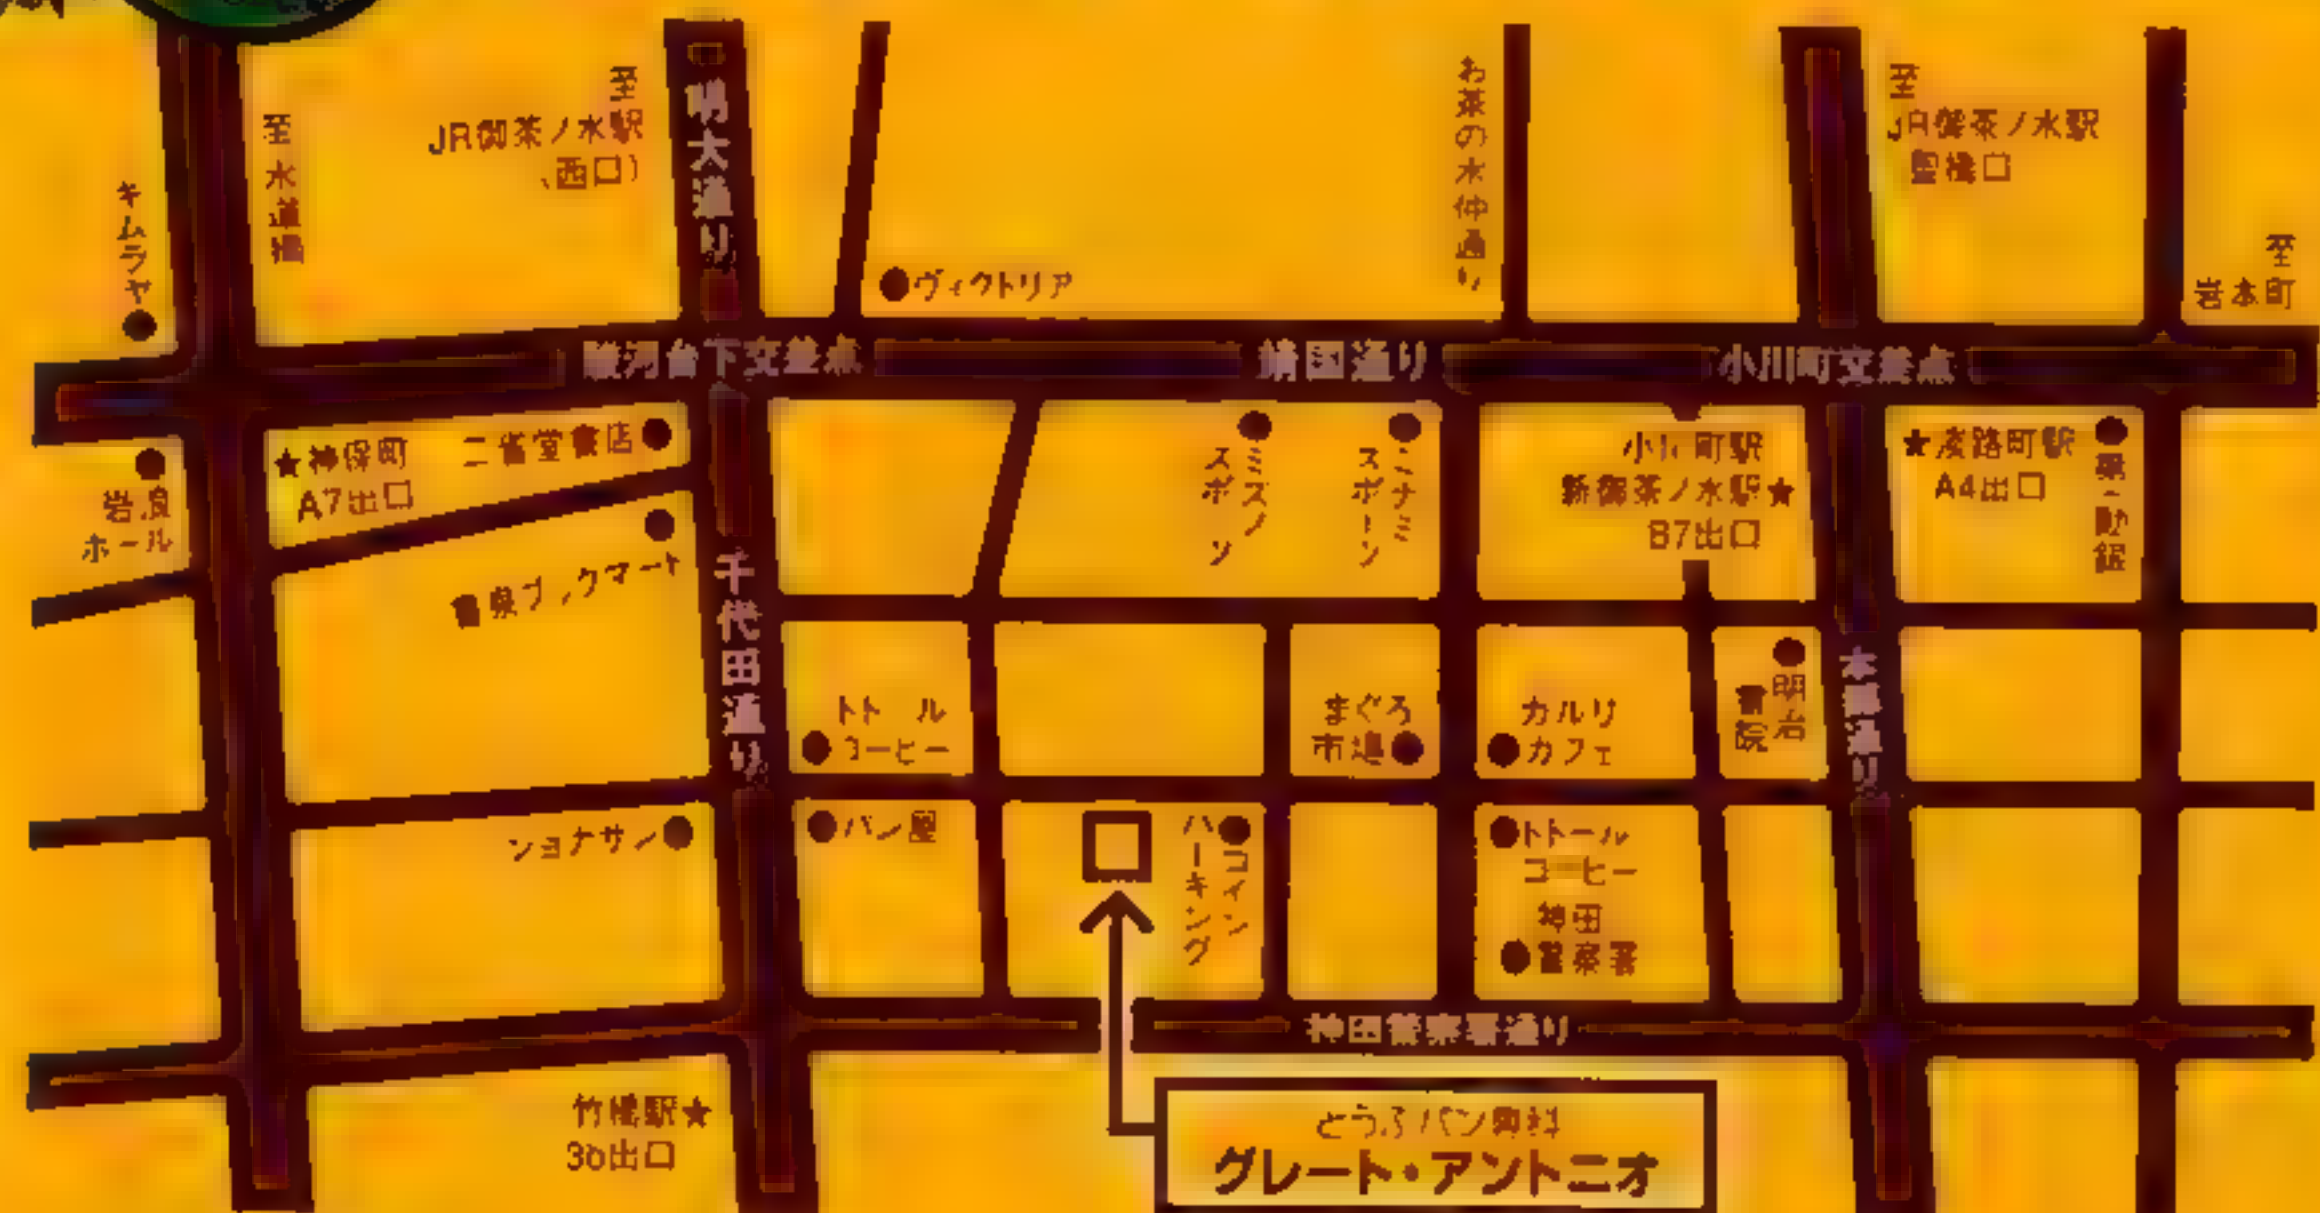 至
水道橋
キムラヤ
至
JR御茶ノ水駅
(西口)
明大通り
ヴィクトリア
お茶の水仲通り
至
JR御茶ノ水駅
聖橋口
至
岩本町
駿河台下交差点
靖国通り
小川町交差点
岩波
ホール
★神保町
A7出口
三省堂書店
書泉ブックマート
千代田通り
ミズノ
スポーツ
ミナミ
スポーツ
小川町駅
新御茶ノ水駅★
B7出口
★淡路町駅
A4出口
第一勧銀
ドトール
コーヒー
まぐろ
市場
カルリ
カフェ
明治
書院
本郷通り
ジョナサン
パン屋
コイン
パーキング
ドトール
コーヒー
神田
警察署
神田警察署通り
竹橋駅★
3b出口
とうふパン
グレート・アントニオ